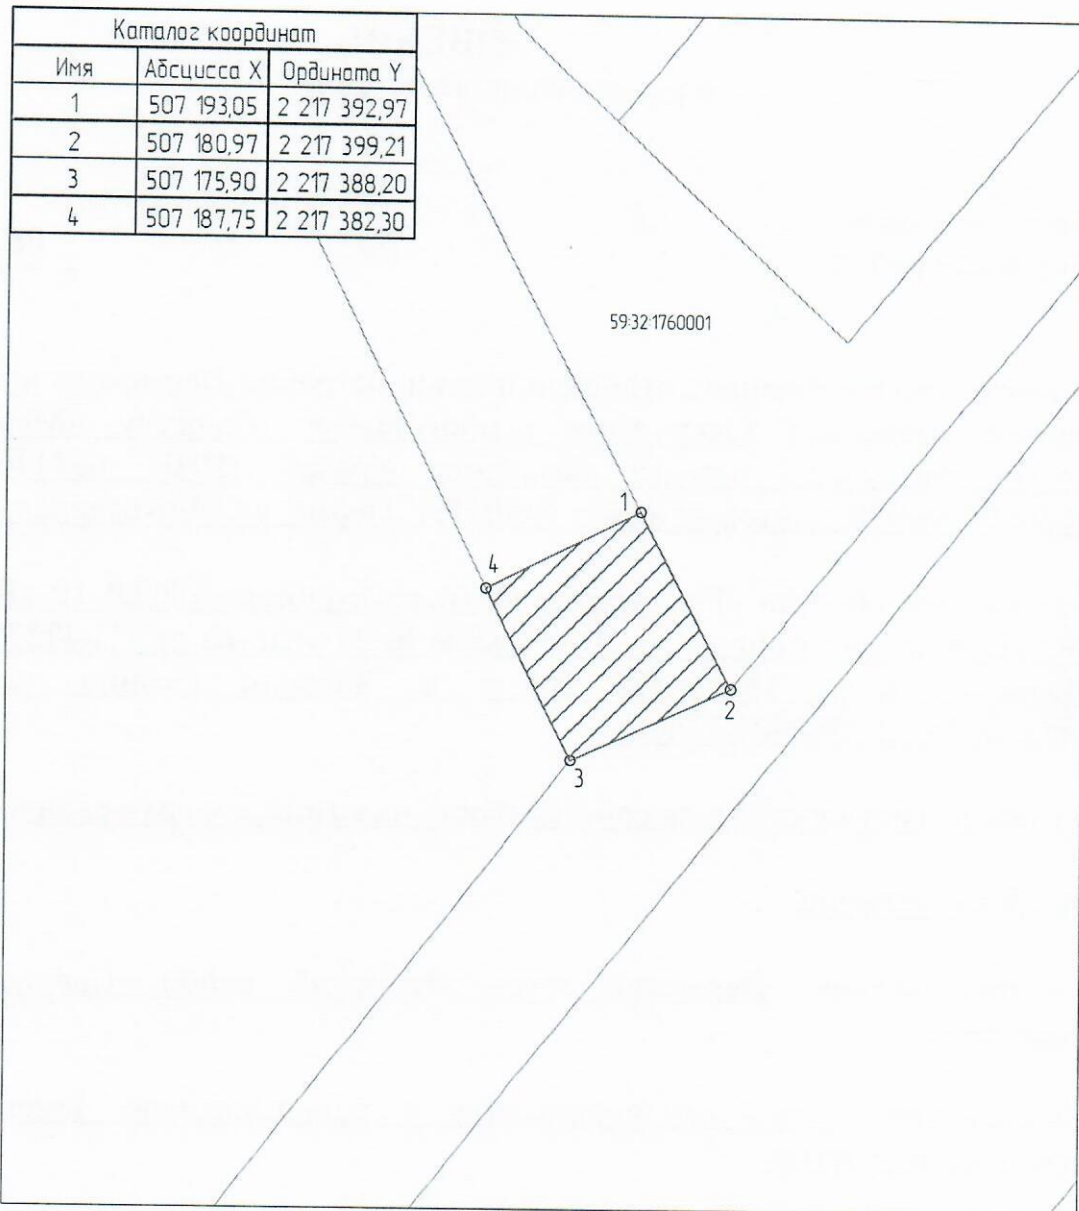 Каталог координат
Имя Абсцисса X Ордината Y
1 507 193,05 2 217 392,97
2 507 180,97 2 217 399,21
3 507 175,90 2 217 388,20
4 507 187,75 2 217 382,30
59:32:1760001
1
4
2
3